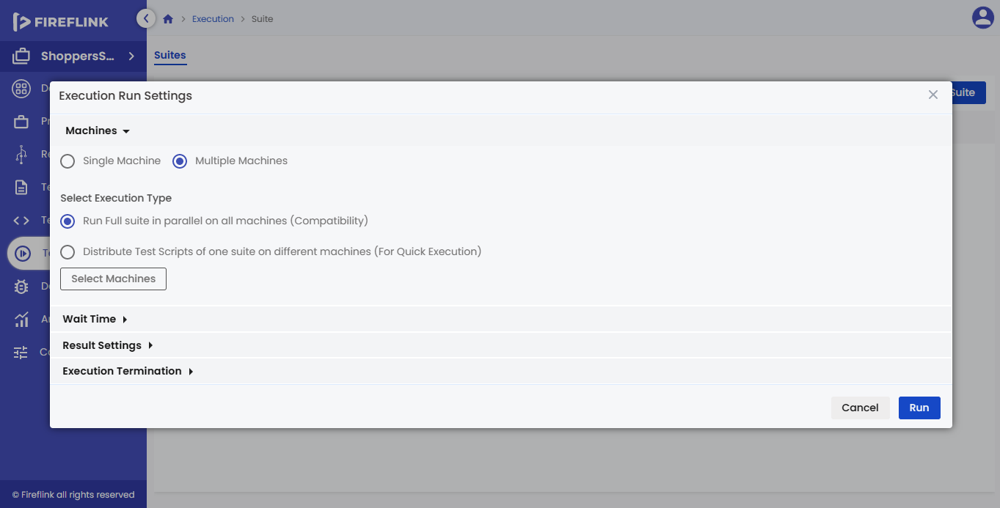 FIREFLINK
Execution
Suite
ShoppersS...
Suites
Suite
Execution Run Settings
Machines
Single Machine
Multiple Machines
Select Execution Type
Run Full suite in parallel on all machines (Compatibility)
Distribute Test Scripts of one suite on different machines (For Quick Execution)
Select Machines
Wait Time
Result Settings
Execution Termination
Cancel
Run
© Fireflink all rights reserved